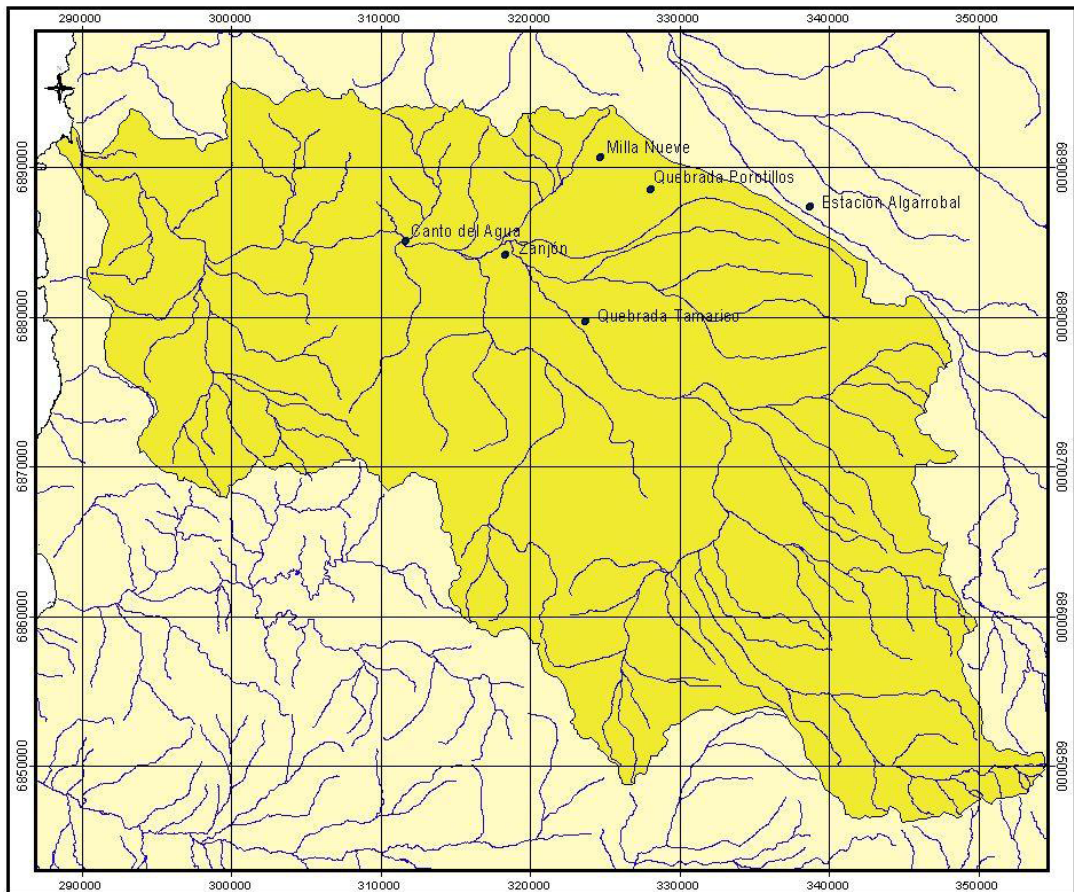 290000 300000 310000 320000 330000 340000 350000
6890000
6890000
Milla Nueve
Quebrada Porotillos
Estación Algarrobal
Canto del Agua
Zanjón
6880000
6880000
Quebrada Tamariso
6870000
6870000
6860000
6860000
6850000
6850000
290000 300000 310000 320000 330000 340000 350000